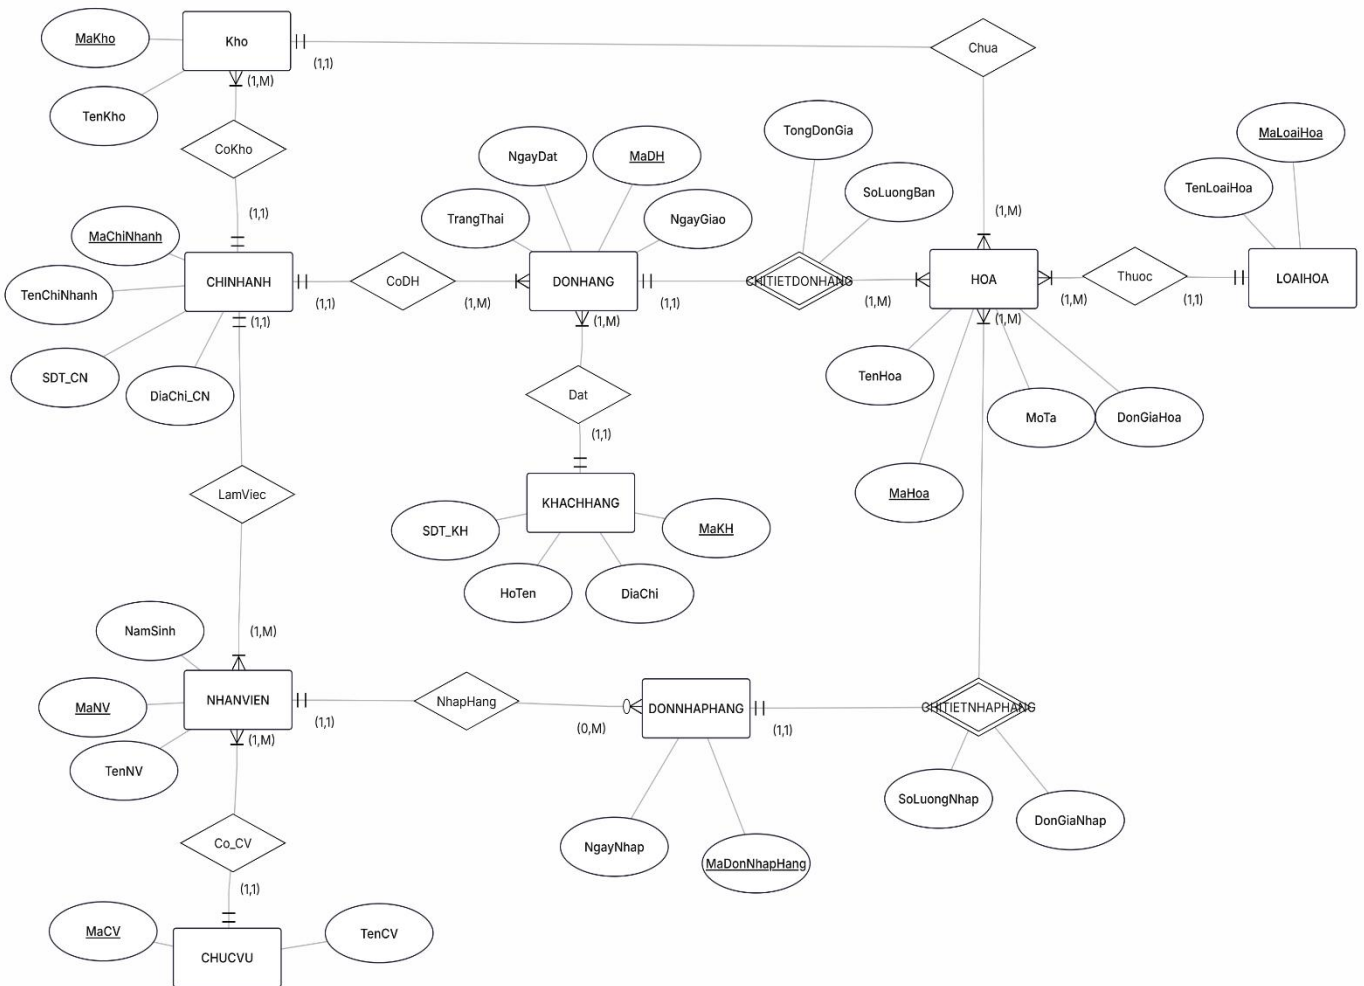 MaKho
Kho
(1,1)
Chua
(1,M)
TenKho
CoKho
TongDonGia
MaLoaiHoa
NgayDat
MaDH
TenLoaiHoa
SoLuongBan
TrangThai
NgayGiao
(1,1)
(1,M)
MaChiNhanh
CHINHANH
CoDH
DONHANG
CHITIETDONHANG
HOA
Thuoc
LOAIHOA
TenChiNhanh
(1,1)
(1,M)
(1,1)
(1,M)
(1,M)
(1,1)
(1,1)
(1,M)
(1,M)
SDT_CN
DiaChi_CN
Dat
TenHoa
MoTa
DonGiaHoa
(1,1)
LamViec
MaHoa
KHACHHANG
SDT_KH
MaKH
HoTen
DiaChi
NamSinh
(1,M)
MaNV
NHANVIEN
NhapHang
DONNHAPHANG
CHITIETNHAPHANG
(1,1)
(0,M)
(1,1)
(1,M)
TenNV
SoLuongNhap
DonGiaNhap
Co_CV
NgayNhap
MaDonNhapHang
(1,1)
MaCV
TenCV
CHUCVU